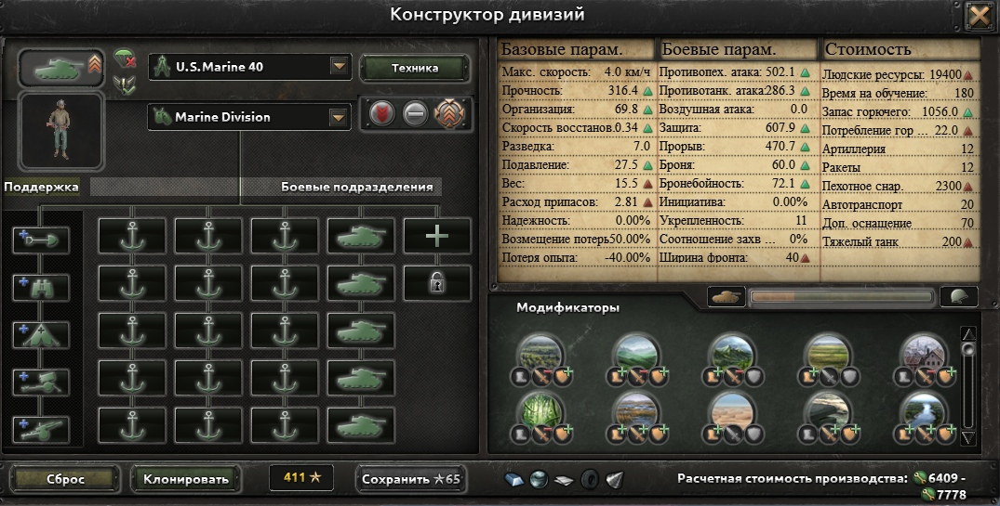 Конструктор дивизий
U.S.Marine 40
Техника
Marine Division
Поддержка
Боевые подразделения
Базовые парам.
Макс. скорость: 4.0 км/ч
Прочность: 316.4
Организация: 69.8
Скорость восстанов.0.34
Разведка: 7.0
Подавление: 27.5
Вес: 15.5
Расход припасов: 2.81
Надежность: 0.00%
Возмещение потерь50.00%
Потеря опыта: -40.00%
Боевые парам.
Противопех. атака: 502.1
Противотанк. атака:286.3
Воздушная атака: 0.0
Защита: 607.9
Прорыв: 470.7
Броня: 60.0
Бронебойность: 72.1
Инициатива: 0.00%
Укрепленность: 11
Соотношение захв ... 0%
Ширина фронта: 40
Стоимость
Людские ресурсы: 19400
Время на обучение: 180
Запас горючего: 1056.0
Потребление гор ... 22.0
Артиллерия 12
Ракеты 12
Пехотное снар. 2300
Автотранспорт 20
Доп. оснащение 70
Тяжелый танк 200
Модификаторы
Сброс
Клонировать
411
Сохранить 65
Расчетная стоимость производства: 6409 -
7778